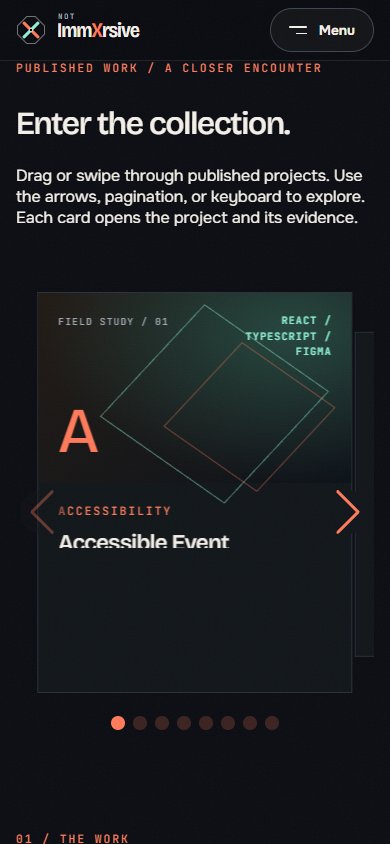 NOT
ImmXrsive
Menu
PUBLISHED WORK / A CLOSER ENCOUNTER
Enter the collection.
Drag or swipe through published projects. Use
the arrows, pagination, or keyboard to explore.
Each card opens the project and its evidence.
FIELD STUDY / 01
REACT /
TYPESCRIPT /
FIGMA
A
ACCESSIBILITY
Accessible Event
01 / THE WORK